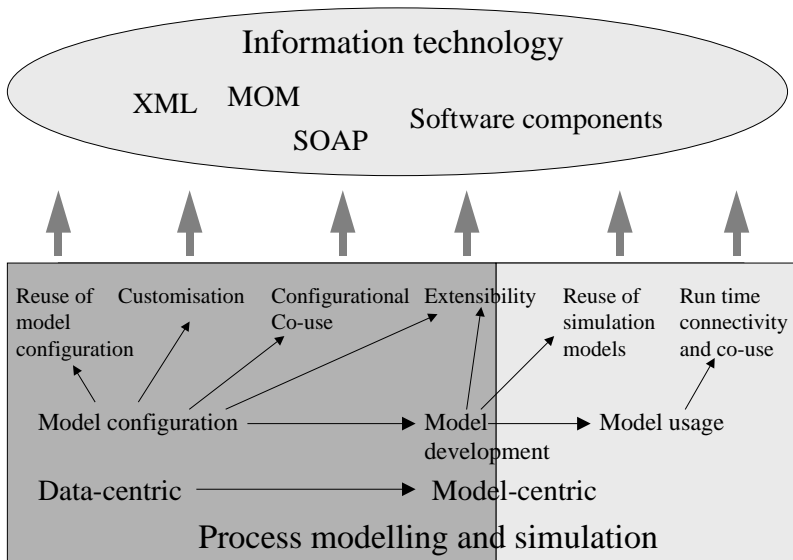 Information technology
XML
MOM
SOAP
Software components
Reuse of
model
configuration
Customisation
Configurational
Co-use
Extensibility
Reuse of
simulation
models
Run time
connectivity
and co-use
Model configuration
Model
development
Model usage
Data-centric
Model-centric
Process modelling and simulation